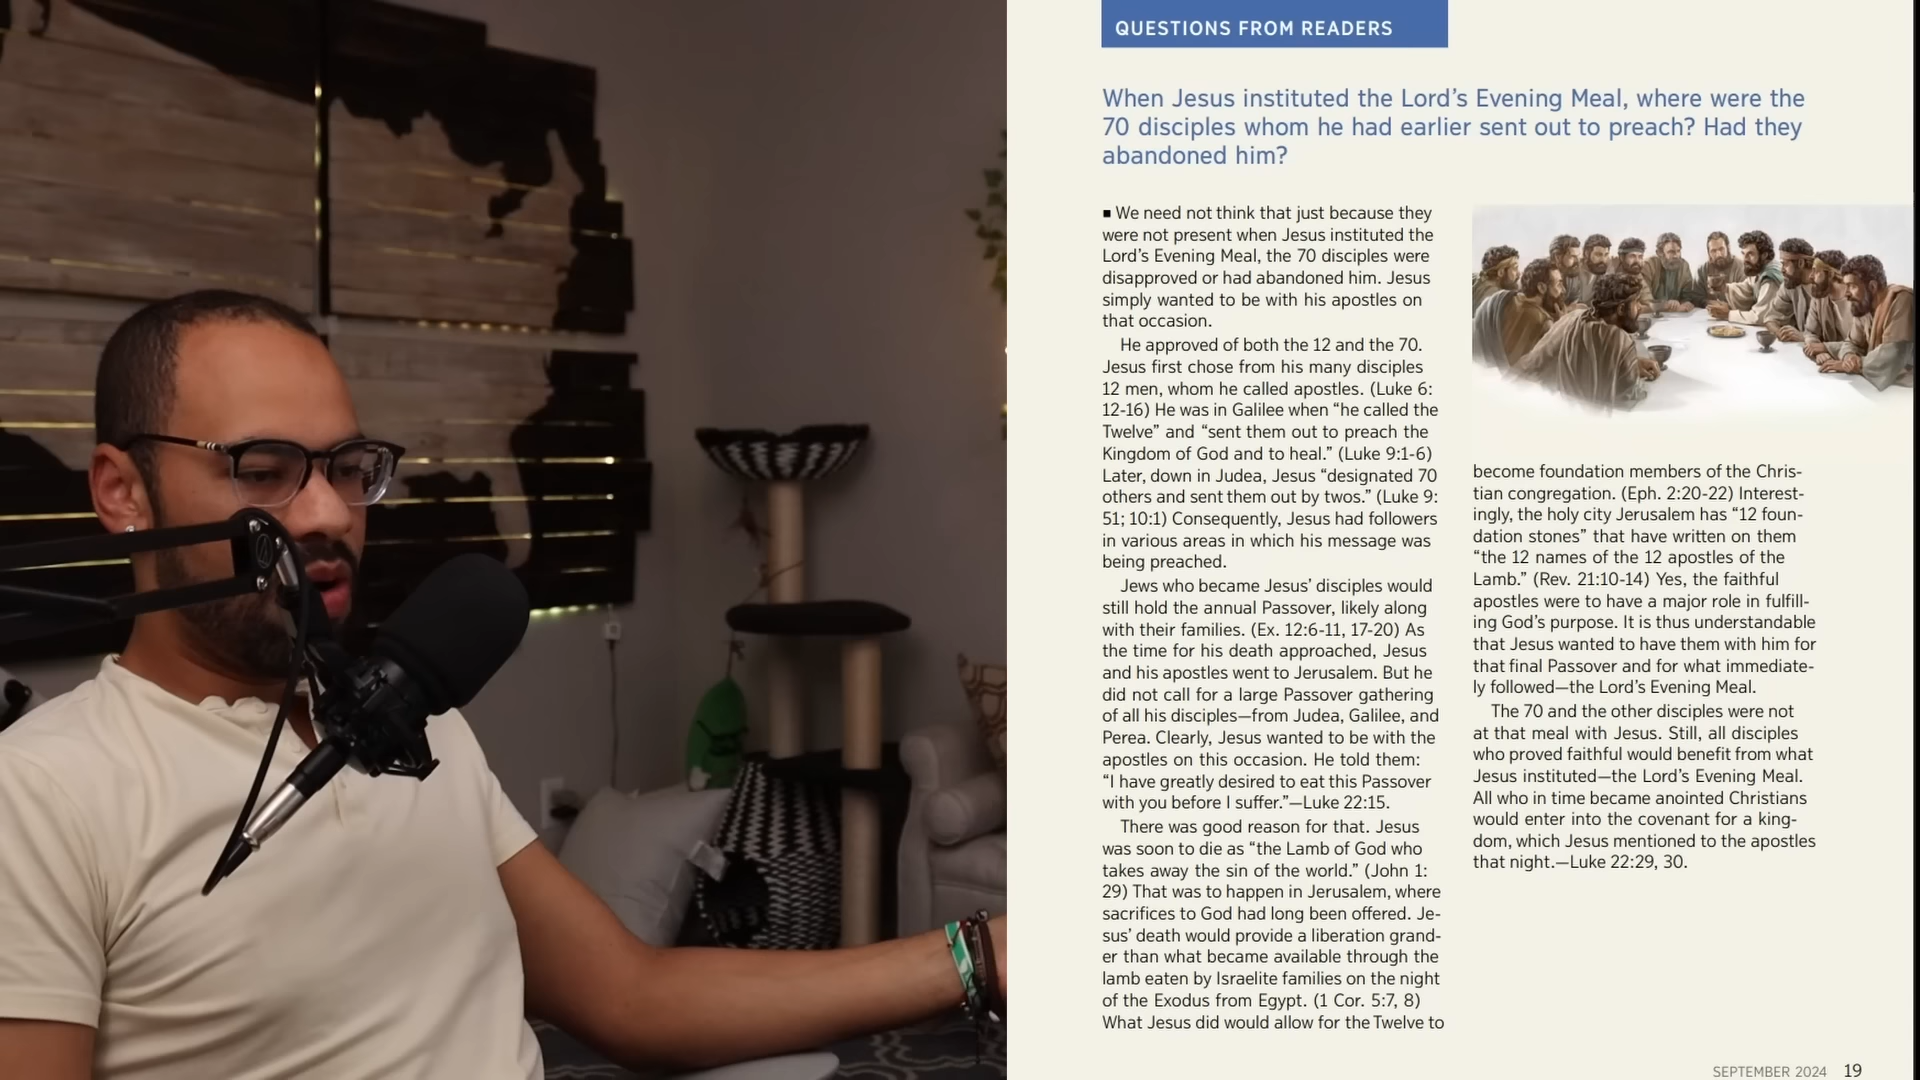 QUESTIONS FROM READERS
When Jesus instituted the Lord's Evening Meal, where were the
70 disciples whom he had earlier sent out to preach? Had they
abandoned him?
■ We need not think that just because they
were not present when Jesus instituted the
Lord's Evening Meal, the 70 disciples were
disapproved or had abandoned him. Jesus
simply wanted to be with his apostles on
that occasion.
He approved of both the 12 and the 70.
Jesus first chose from his many disciples
12 men, whom he called apostles. (Luke 6:
12-16) He was in Galilee when “he called the
Twelve” and “sent them out to preach the
Kingdom of God and to heal.” (Luke 9:1-6)
Later, down in Judea, Jesus “designated 70
others and sent them out by twos.” (Luke 9:
51; 10:1) Consequently, Jesus had followers
in various areas in which his message was
being preached.
Jews who became Jesus’ disciples would
still hold the annual Passover, likely along
with their families. (Ex. 12:6-11, 17-20) As
the time for his death approached, Jesus
and his apostles went to Jerusalem. But he
did not call for a large Passover gathering
of all his disciples—from Judea, Galilee, and
Perea. Clearly, Jesus wanted to be with the
apostles on this occasion. He told them:
“I have greatly desired to eat this Passover
with you before I suffer.”—Luke 22:15.
There was good reason for that. Jesus
was soon to die as “the Lamb of God who
takes away the sin of the world.” (John 1:
29) That was to happen in Jerusalem, where
sacrifices to God had long been offered. Je-
sus’ death would provide a liberation grand-
er than what became available through the
lamb eaten by Israelite families on the night
of the Exodus from Egypt. (1 Cor. 5:7, 8)
What Jesus did would allow for the Twelve to
become foundation members of the Chris-
tian congregation. (Eph. 2:20-22) Interest-
ingly, the holy city Jerusalem has “12 foun-
dation stones” that have written on them
“the 12 names of the 12 apostles of the
Lamb.” (Rev. 21:10-14) Yes, the faithful
apostles were to have a major role in fulfill-
ing God’s purpose. It is thus understandable
that Jesus wanted to have them with him for
that final Passover and for what immediate-
ly followed—the Lord’s Evening Meal.
The 70 and the other disciples were not
at that meal with Jesus. Still, all disciples
who proved faithful would benefit from what
Jesus instituted—the Lord’s Evening Meal.
All who in time became anointed Christians
would enter into the covenant for a king-
dom, which Jesus mentioned to the apostles
that night.—Luke 22:29, 30.
SEPTEMBER 2024 19